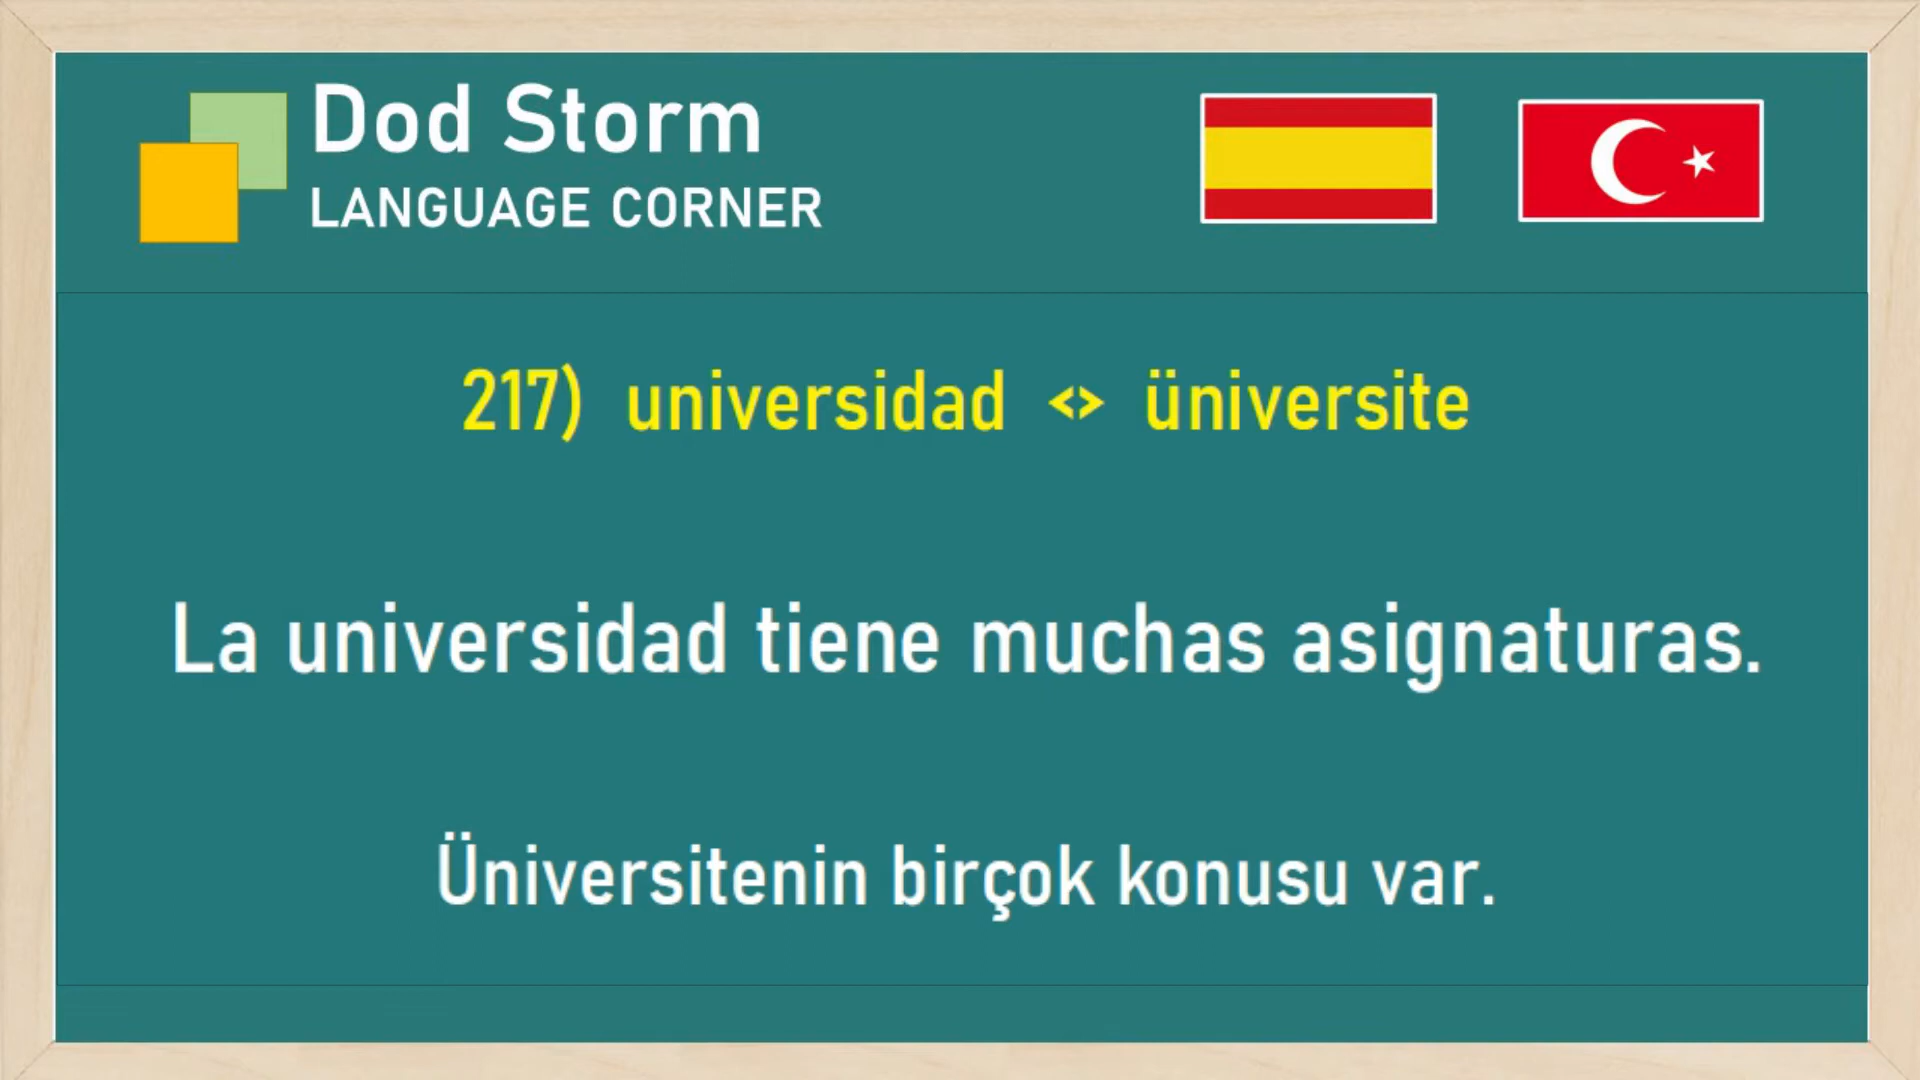 Dod Storm
LANGUAGE CORNER
217) universidad <> üniversite
La universidad tiene muchas asignaturas.
Üniversitenin birçok konusu var.